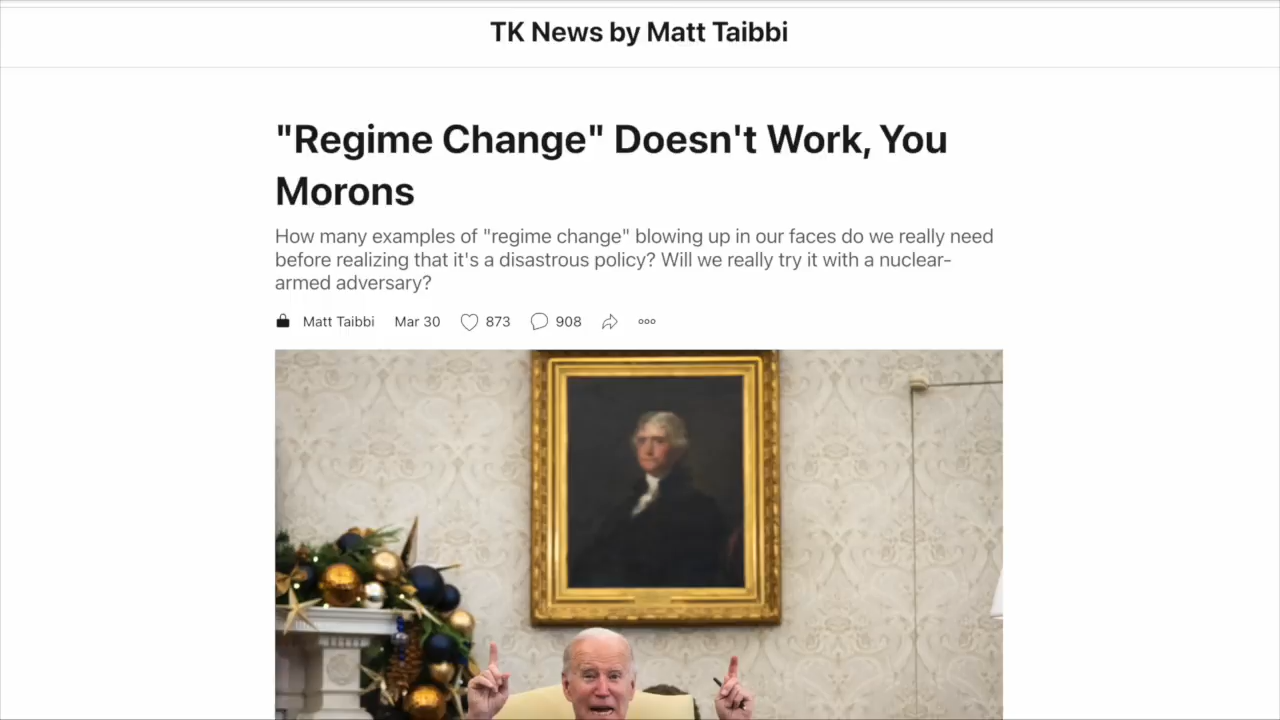 TK News by Matt Taibbi
"Regime Change" Doesn't Work, You
Morons
How many examples of "regime change" blowing up in our faces do we really need
before realizing that it's a disastrous policy? Will we really try it with a nuclear-
armed adversary?
Matt Taibbi Mar 30 873 908